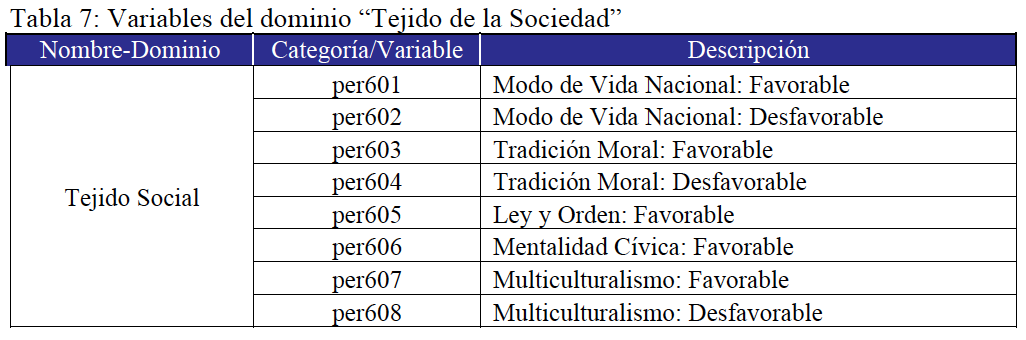 Tabla 7: Variables del dominio “Tejido de la Sociedad”
Nombre-Dominio Categoría/Variable Descripción
per601 Modo de Vida Nacional: Favorable
per602 Modo de Vida Nacional: Desfavorable
per603 Tradición Moral: Favorable
per604 Tradición Moral: Desfavorable
Tejido Social
per605 Ley y Orden: Favorable
per606 Mentalidad Cívica: Favorable
per607 Multiculturalismo: Favorable
per608 Multiculturalismo: Desfavorable